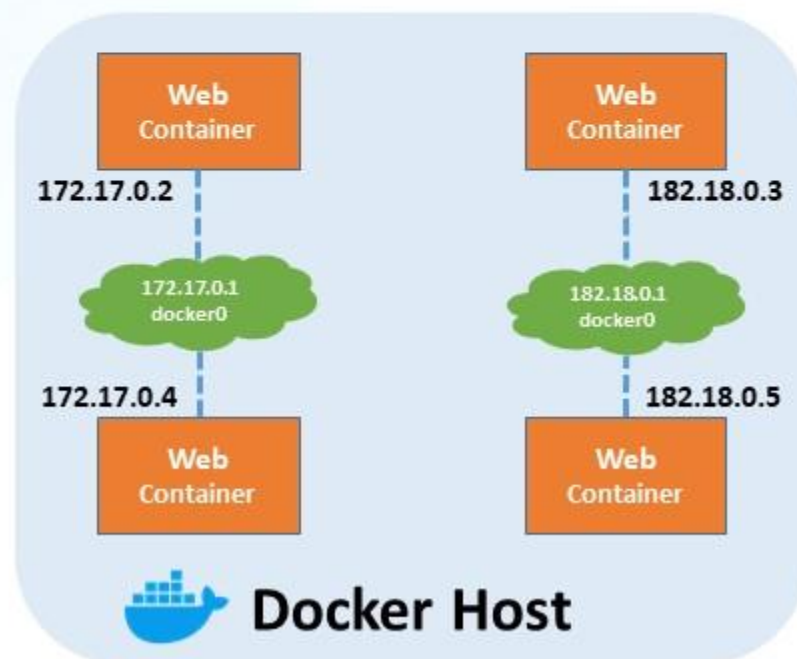 Web
Container
Web
Container
172.17.0.2
182.18.0.3
172.17.0.1
docker0
182.18.0.1
docker0
172.17.0.4
182.18.0.5
Web
Container
Web
Container
Docker Host